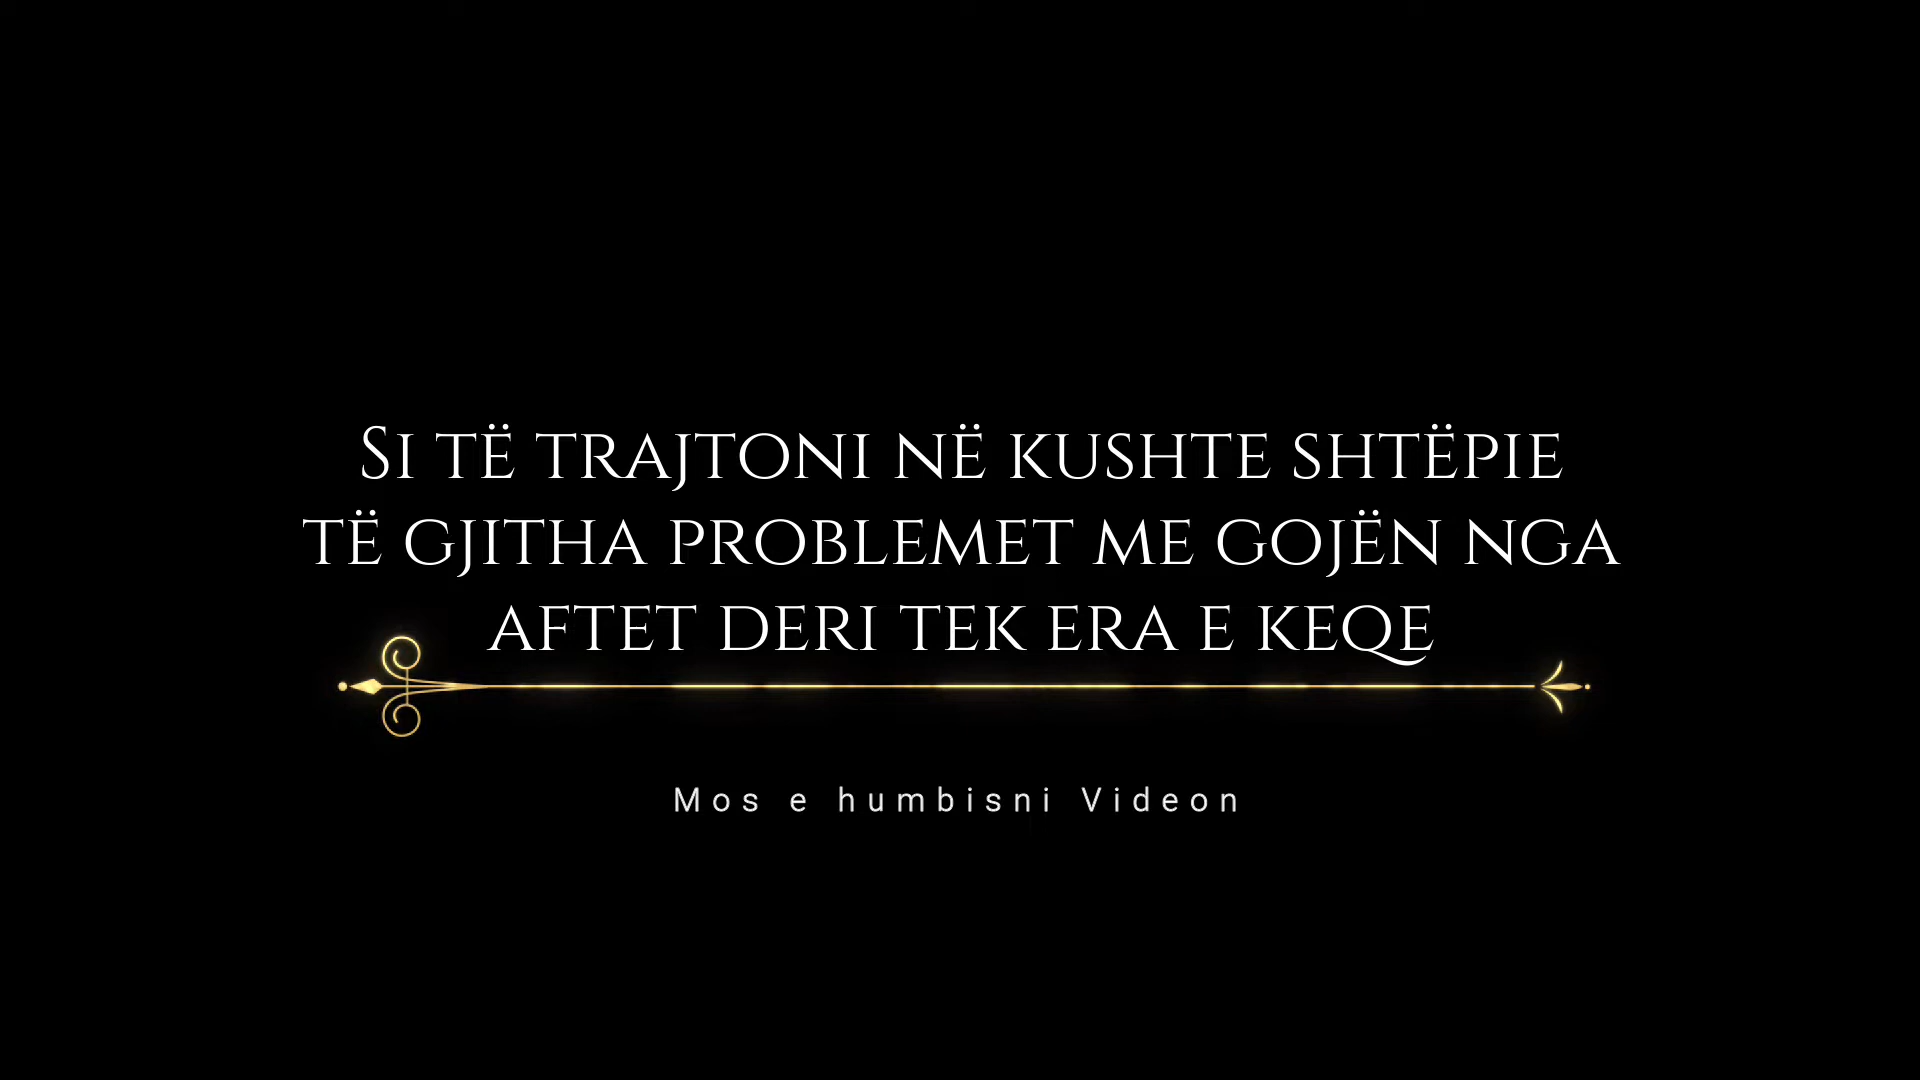 Si të trajtoni në kushte shtëpie
të gjitha problemet me gojën nga
aftet deri tek era e keqe
Mos e humbisni Videon